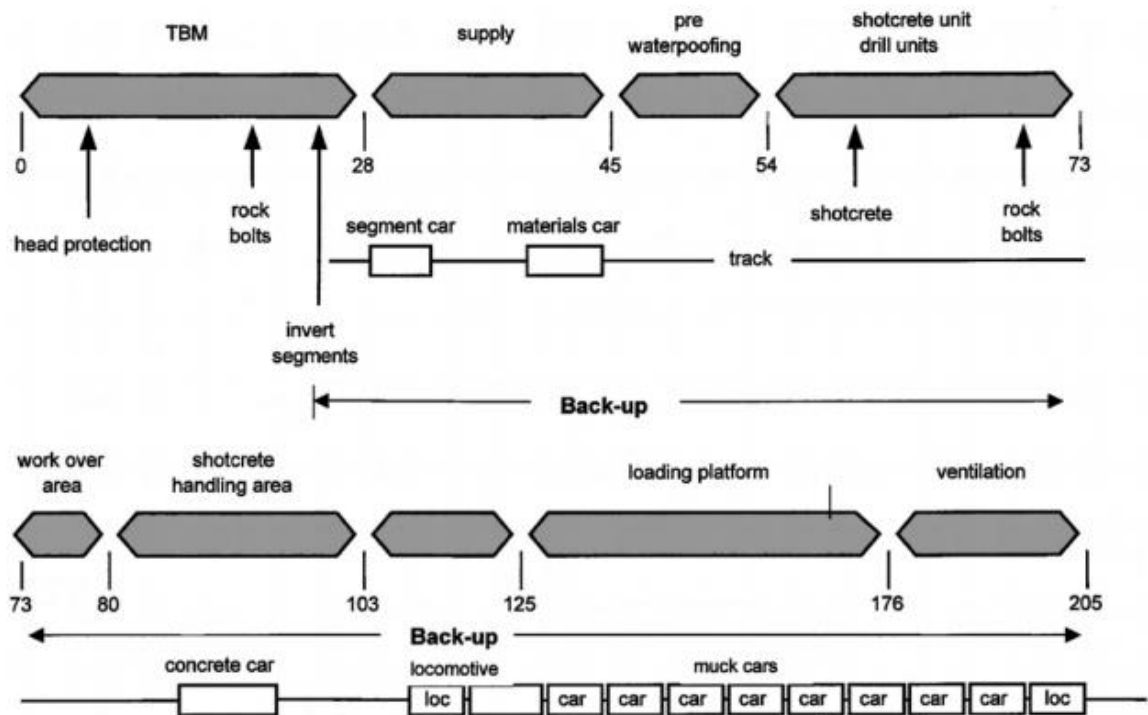 TBM
supply
pre
waterpoofing
shotcrete unit
drill units
0
28
45
54
73
head protection
rock
bolts
segment car
materials car
shotcrete
rock
bolts
track
invert
segments
Back-up
work over
area
shotcrete
handling area
loading platform
ventilation
73
80
103
125
176
205
Back-up
concrete car
locomotive
muck cars
loc
car
car
car
car
car
car
car
car
loc